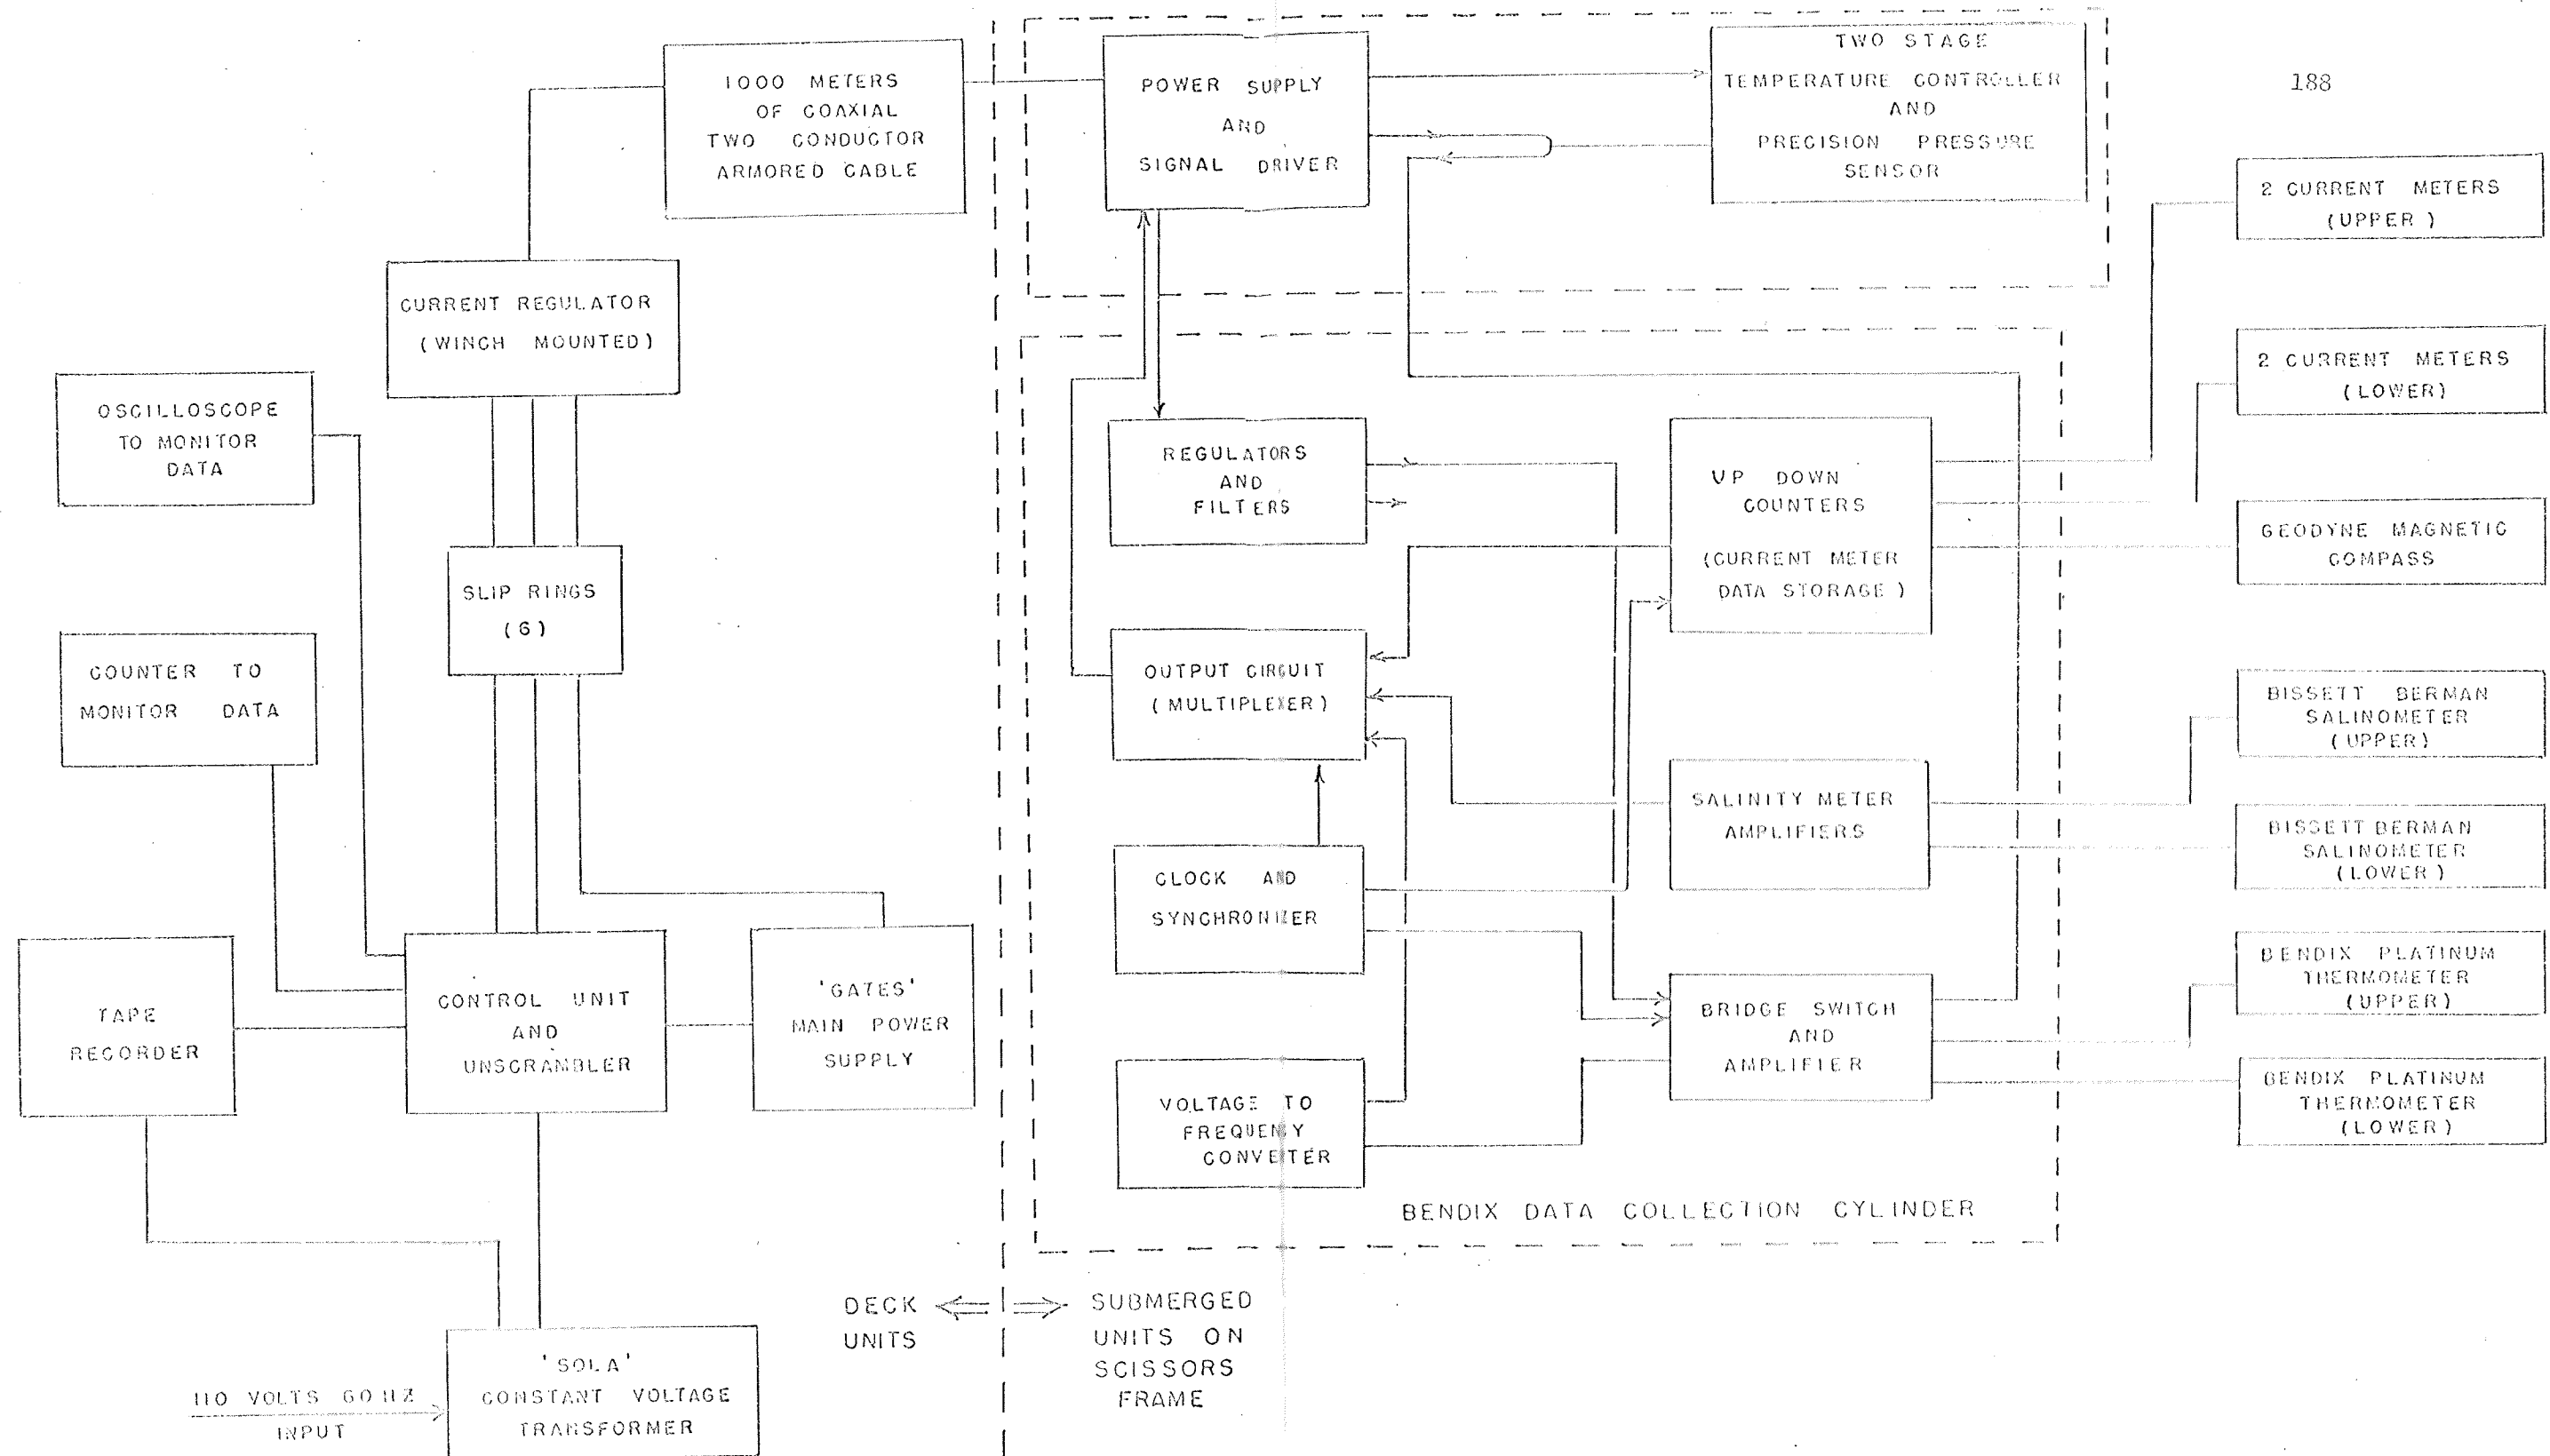 188
1000 METERS
OF COAXIAL
TWO CONDUCTOR
ARMORED CABLE
POWER SUPPLY
AND
SIGNAL DRIVER
TWO STAGE
TEMPERATURE CONTROLLER
AND
PRECISION PRESSURE
SENSOR
2 CURRENT METERS
(UPPER)
CURRENT REGULATOR
(WINCH MOUNTED)
2 CURRENT METERS
(LOWER)
OSCILLOSCOPE
TO MONITOR
DATA
REGULATORS
AND
FILTERS
UP DOWN
COUNTERS
(CURRENT METER
DATA STORAGE)
GEODYNE MAGNETIC
COMPASS
SLIP RINGS
(6)
COUNTER TO
MONITOR DATA
OUTPUT CIRCUIT
(MULTIPLEXER)
BISSETT BERMAN
SALINOMETER
(UPPER)
SALINITY METER
AMPLIFIERS
BISSETT BERMAN
SALINOMETER
(LOWER)
CLOCK AND
SYNCHRONIZER
TAPE
RECORDER
CONTROL UNIT
AND
UNSCRAMBLER
'GATES'
MAIN POWER
SUPPLY
BRIDGE SWITCH
AND
AMPLIFIER
BENDIX PLATINUM
THERMOMETER
(UPPER)
VOLTAGE TO
FREQUENCY
CONVERTER
BENDIX PLATINUM
THERMOMETER
(LOWER)
BENDIX DATA COLLECTION CYLINDER
DECK
UNITS
SUBMERGED
UNITS ON
SCISSORS
FRAME
110 VOLTS 60 HZ
INPUT
'SOLA'
CONSTANT VOLTAGE
TRANSFORMER